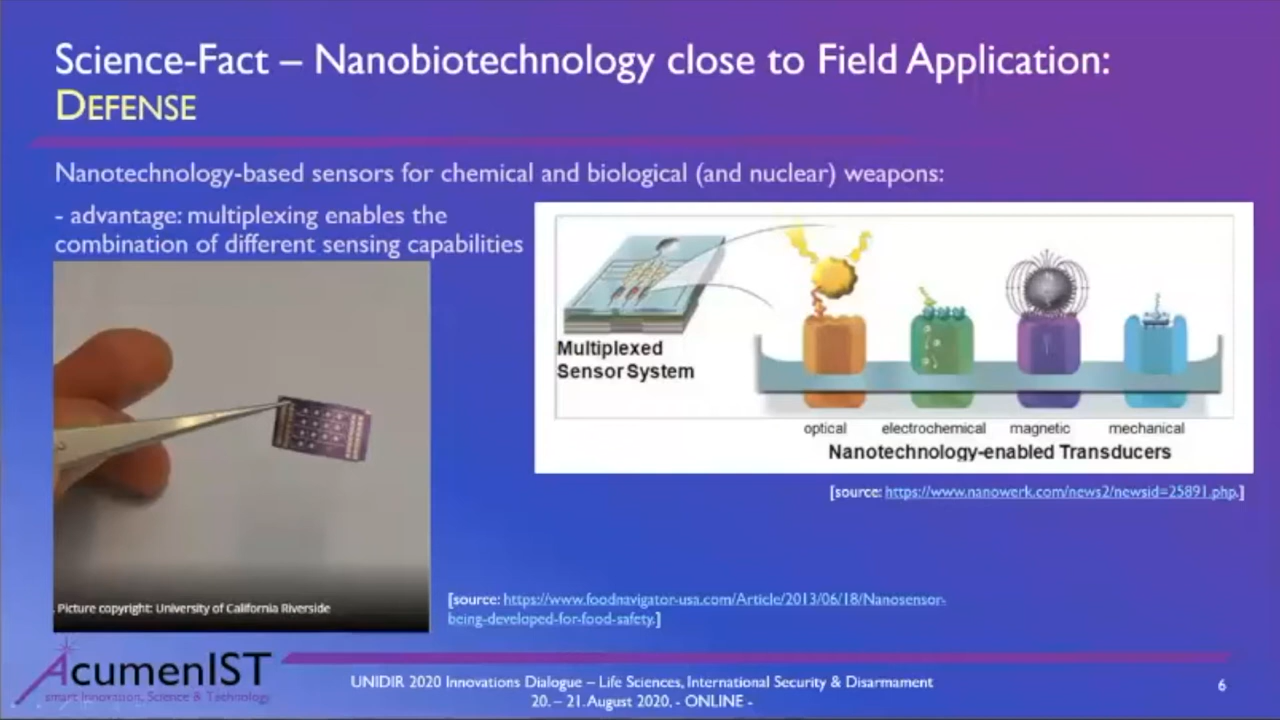 Science-Fact – Nanobiotechnology close to Field Application:
DEFENSE
Nanotechnology-based sensors for chemical and biological (and nuclear) weapons:
- advantage: multiplexing enables the
combination of different sensing capabilities
Multiplexed
Sensor System
optical electrochemical magnetic mechanical
Nanotechnology-enabled Transducers
[source: https://www.nanowerk.com/news2/newsid=25891.php.]
Picture copyright: University of California Riverside
[source: https://www.foodnavigator-usa.com/Article/2013/06/18/Nanosensor-
being-developed-for-food-safety.]
AcumenIST
smart Innovation, Science & Technology
UNIDIR 2020 Innovations Dialogue – Life Sciences, International Security & Disarmament
20. – 21. August 2020, - ONLINE -
6